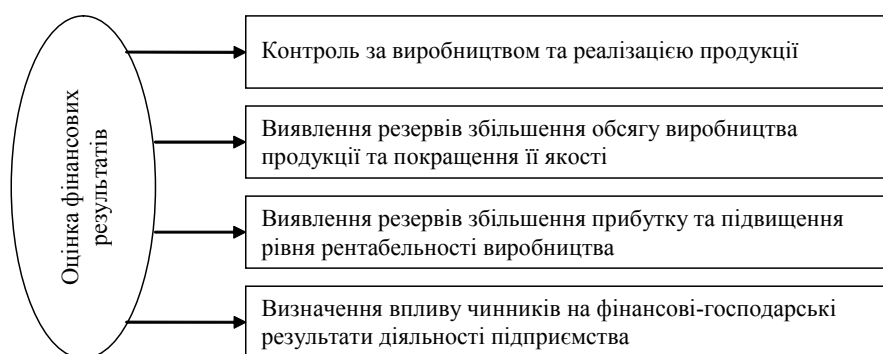 Оцінка фінансових
результатів
Контроль за виробництвом та реалізацією продукції
Виявлення резервів збільшення обсягу виробництва
продукції та покращення її якості
Виявлення резервів збільшення прибутку та підвищення
рівня рентабельності виробництва
Визначення впливу чинників на фінансові-господарські
результати діяльності підприємства